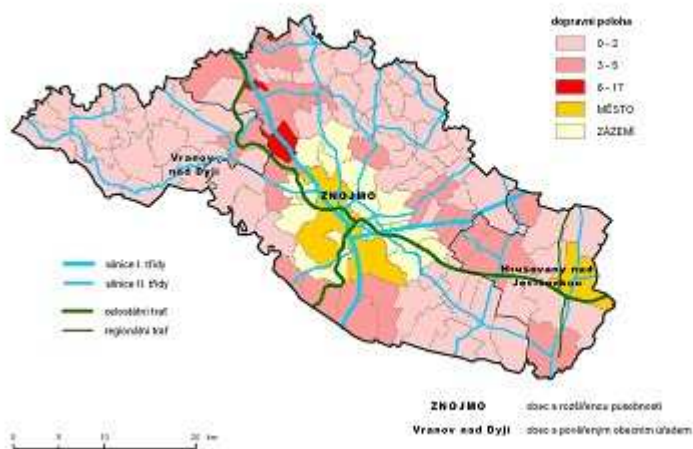 dopravní poloha
0 - 2
3 - 5
6 - 17
MĚSTO
ZÁZEMÍ
Vranov
nad Dyjí
ZNOJMO
Hrušovany nad
Jevišovkou
silnice I. třídy
silnice II. třídy
celostátní trať
regionální trať
ZNOJMO obec s rozšířenou působností
Vranov nad Dyjí obec s pověřeným obecním úřadem
0 5 10 20 km